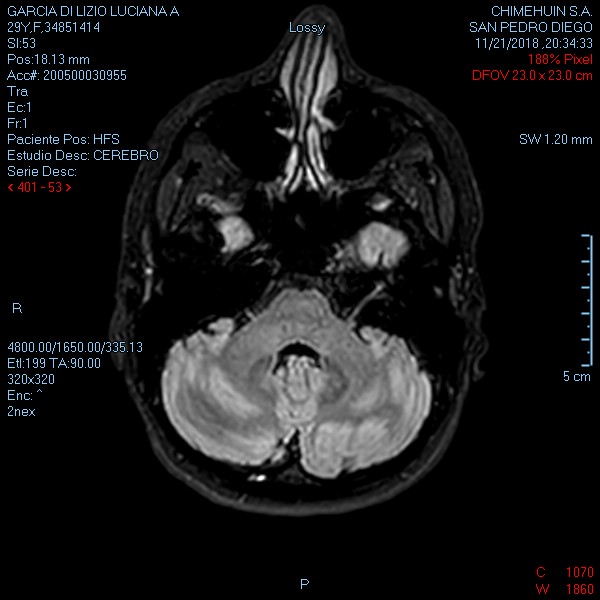 GARCIA DI LIZIO LUCIANA A
29Y,F,34851414
Sl:53
Pos:18.13 mm
Acc#: 200500030955
Tra
Ec:1
Fr:1
Paciente Pos: HFS
Estudio Desc: CEREBRO
Serie Desc:
< 401 - 53 >
Lossy
CHIMEHUIN S.A.
SAN PEDRO DIEGO
11/21/2018 ,20:34:33
188% Pixel
DFOV 23.0 x 23.0 cm
SW 1.20 mm
R
4800.00/1650.00/335.13
Etl:199 TA:90.00
320x320
Enc: ^
2nex
5 cm
P
C 1070
W 1860